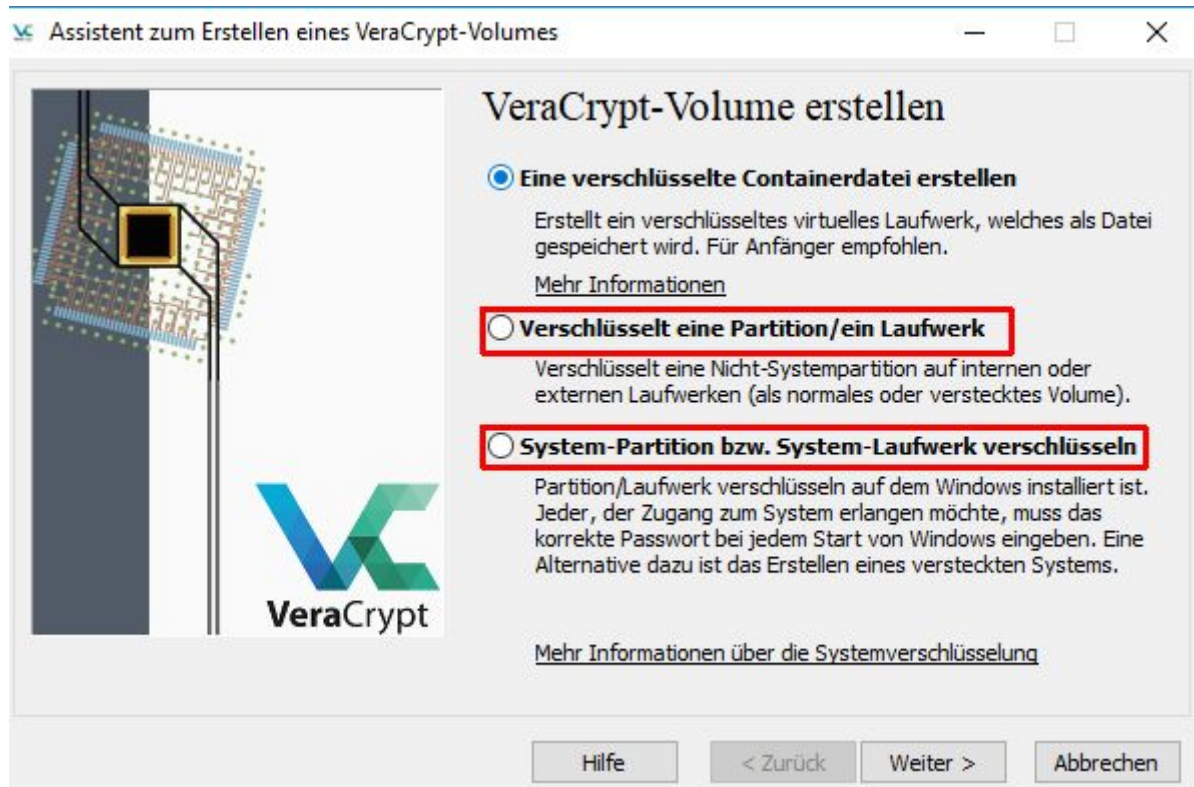 Assistent zum Erstellen eines VeraCrypt-Volumes
VeraCrypt-Volume erstellen
Eine verschlüsselte Containerdatei erstellen
Erstellt ein verschlüsseltes virtuelles Laufwerk, welches als Datei
gespeichert wird. Für Anfänger empfohlen.
Mehr Informationen
Verschlüsselt eine Partition/ein Laufwerk
Verschlüsselt eine Nicht-Systempartition auf internen oder
externen Laufwerken (als normales oder verstecktes Volume).
System-Partition bzw. System-Laufwerk verschlüsseln
Partition/Laufwerk verschlüsseln auf dem Windows installiert ist.
Jeder, der Zugang zum System erlangen möchte, muss das
korrekte Passwort bei jedem Start von Windows eingeben. Eine
Alternative dazu ist das Erstellen eines versteckten Systems.
VeraCrypt
Mehr Informationen über die Systemverschlüsselung
Hilfe
< Zurück
Weiter >
Abbrechen